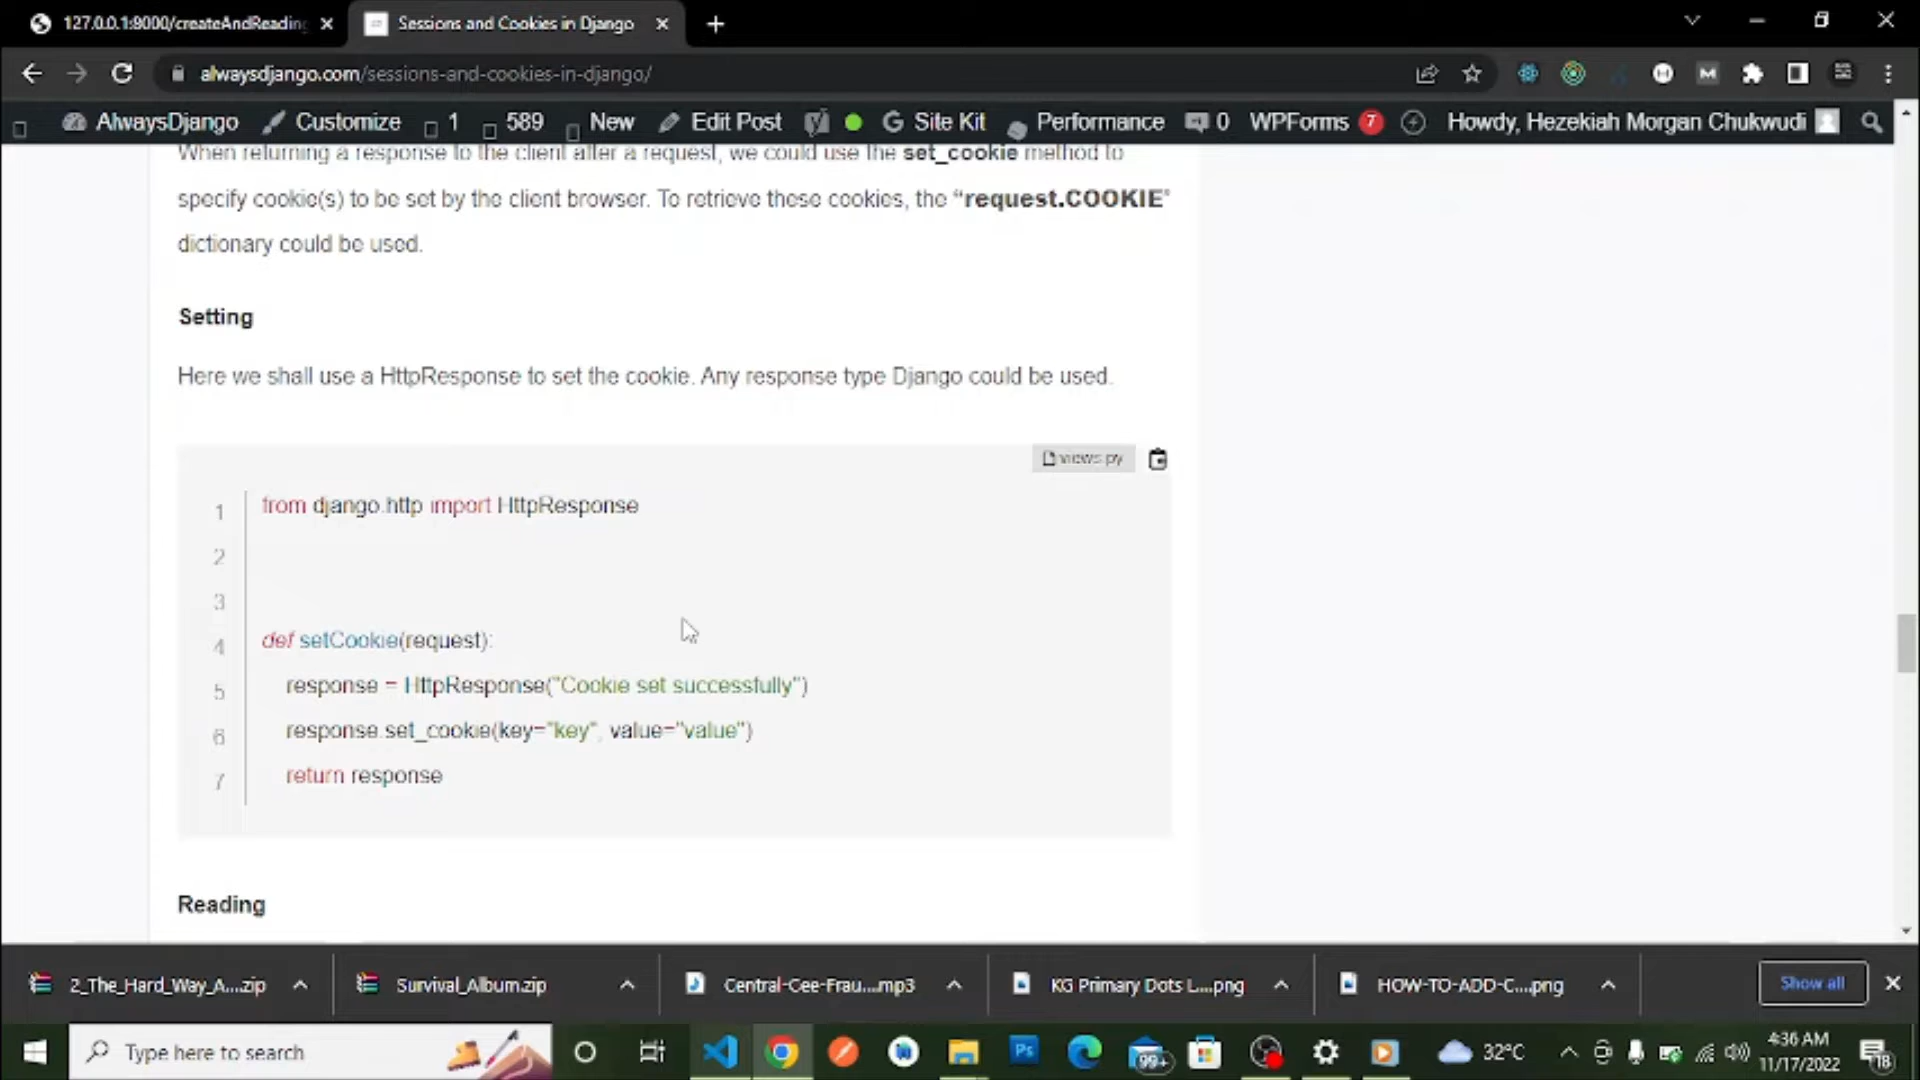 127.0.0.1:8000/createAndReading
Sessions and Cookies in Django
alwaysdjango.com/sessions-and-cookies-in-django/
AlwaysDjango Customize 1 589 New Edit Post Site Kit Performance 0 WPForms 7 Howdy, Hezekiah Morgan Chukwudi
When returning a response to the client after a request, we could use the set_cookie method to
specify cookie(s) to be set by the client browser. To retrieve these cookies, the “request.COOKIE”
dictionary could be used.
Setting
Here we shall use a HttpResponse to set the cookie. Any response type Django could be used.
views.py
1 from django.http import HttpResponse
2
3
4 def setCookie(request):
5 response = HttpResponse("Cookie set successfully")
6 response.set_cookie(key="key", value="value")
7 return response
Reading
2_The_Hard_Way_A....zip Survival_Album.zip Central-Cee-Frau....mp3 KG Primary Dots L...png HOW-TO-ADD-C...png Show all
Type here to search Ps 99+ 32°C 4:36 AM
11/17/2022 18